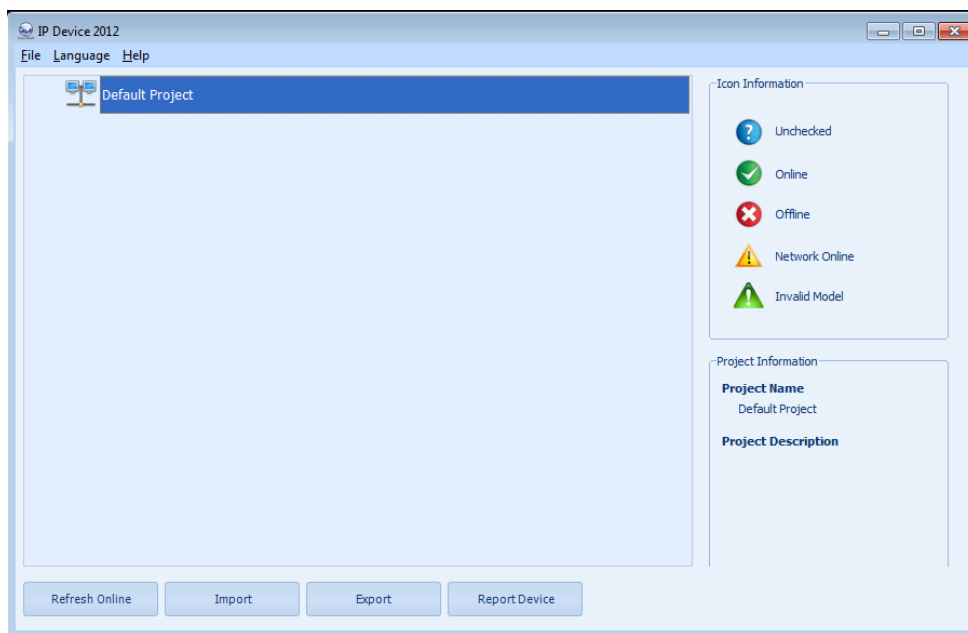 IP Device 2012
File Language Help
Default Project
Icon Information
Unchecked
Online
Offline
Network Online
Invalid Model
Project Information
Project Name
Default Project
Project Description
Refresh Online Import Export Report Device